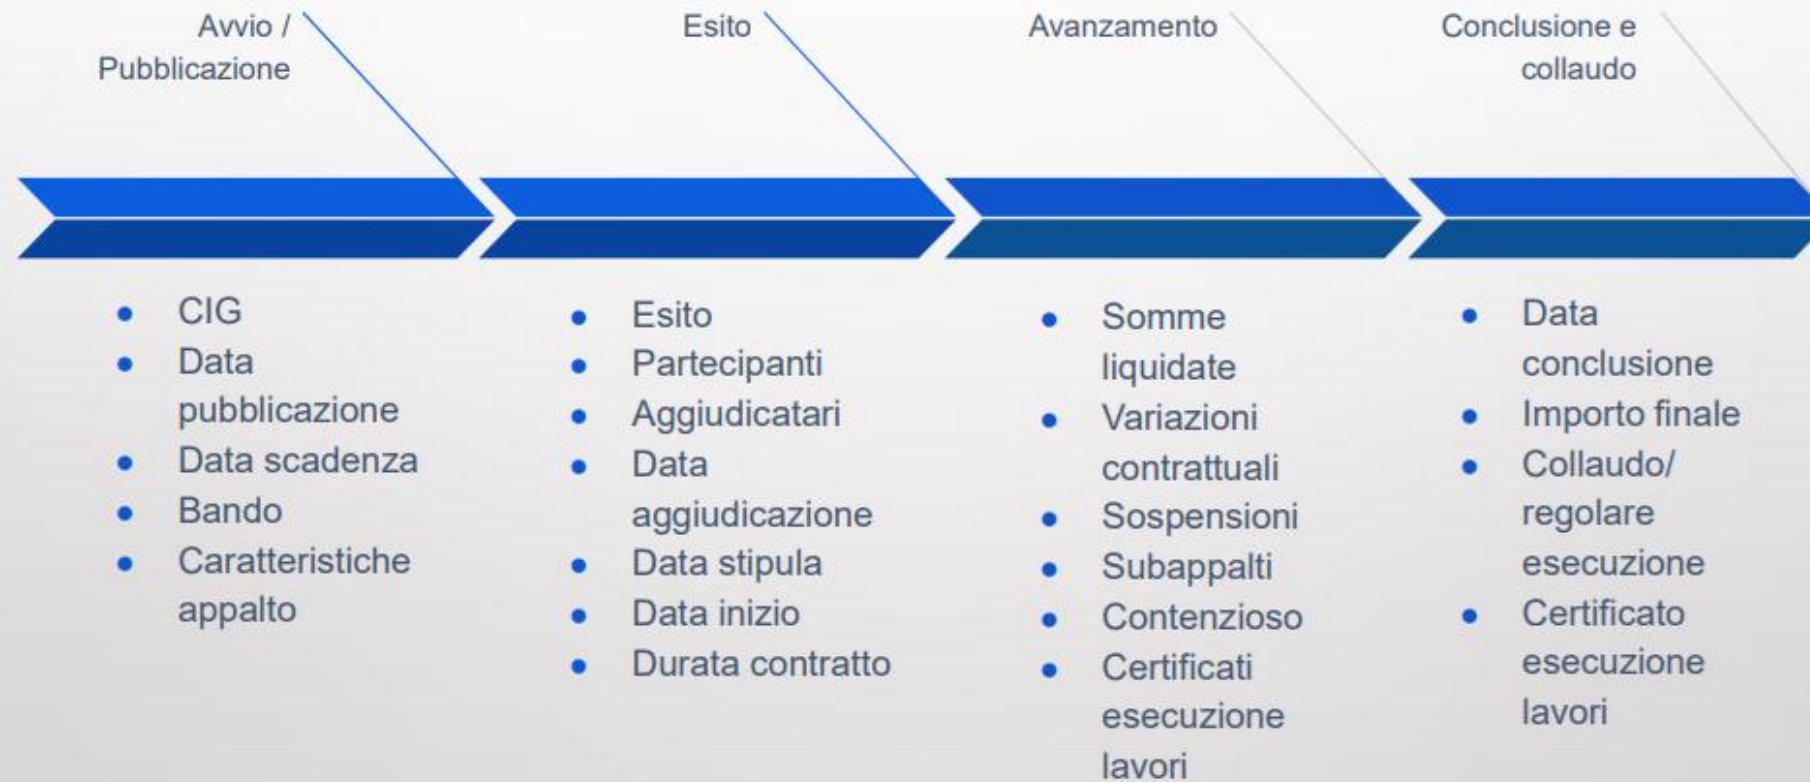 Avvio /
Pubblicazione
Esito
Avanzamento
Conclusione e
collaudo
CIG
Data
pubblicazione
Data scadenza
Bando
Caratteristiche
appalto
Esito
Partecipanti
Aggiudicatari
Data
aggiudicazione
Data stipula
Data inizio
Durata contratto
Somme
liquidate
Variazioni
contrattuali
Sospensioni
Subappalti
Contenzioso
Certificati
esecuzione
lavori
Data
conclusione
Importo finale
Collaudo/
regolare
esecuzione
Certificato
esecuzione
lavori